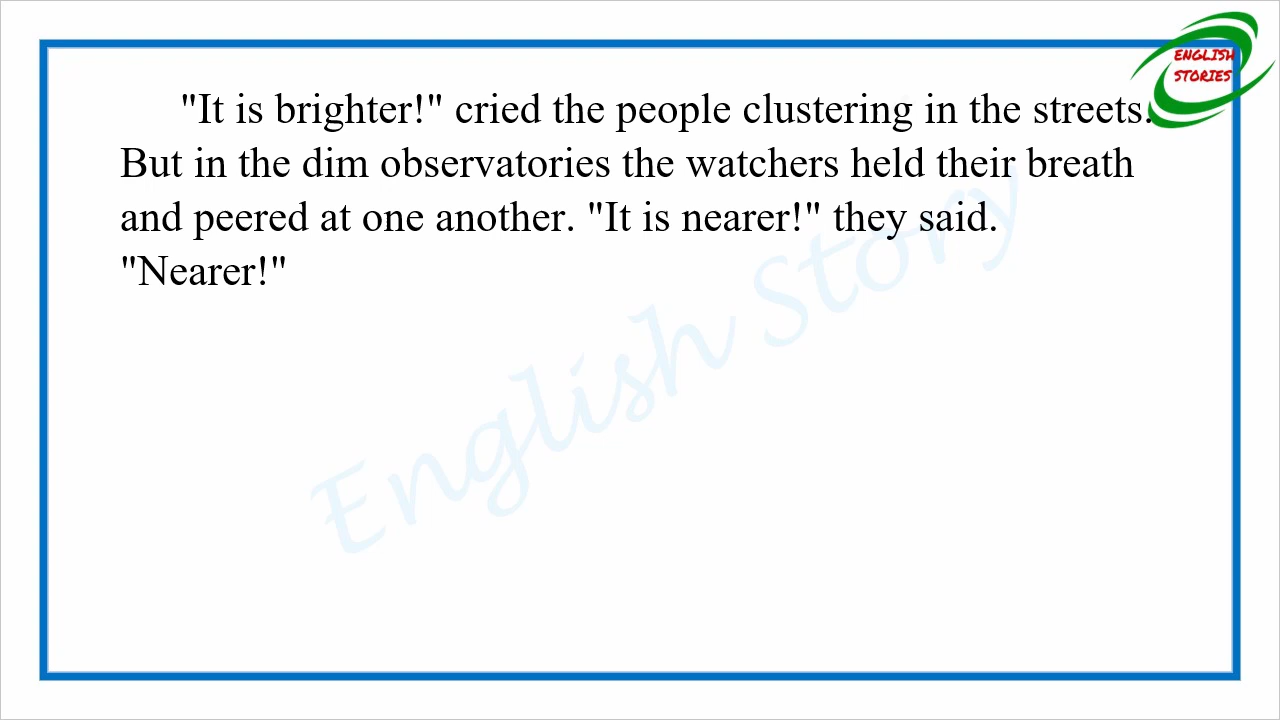 ENGLISH
STORIES
"It is brighter!" cried the people clustering in the streets.
But in the dim observatories the watchers held their breath
and peered at one another. "It is nearer!" they said.
"Nearer!"
English Story